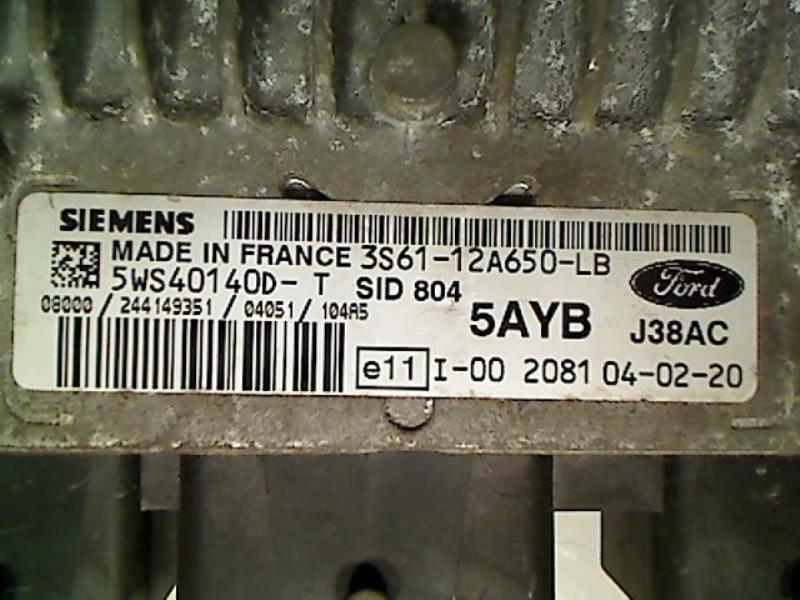 SIEMENS
MADE IN FRANCE 3S61-12A650-LB
5WS40140D- T SID 804
Ford
08000 / 244149351 / 04051 / 104A5
5AYB J38AC
e11 I-00 2081 04-02-20